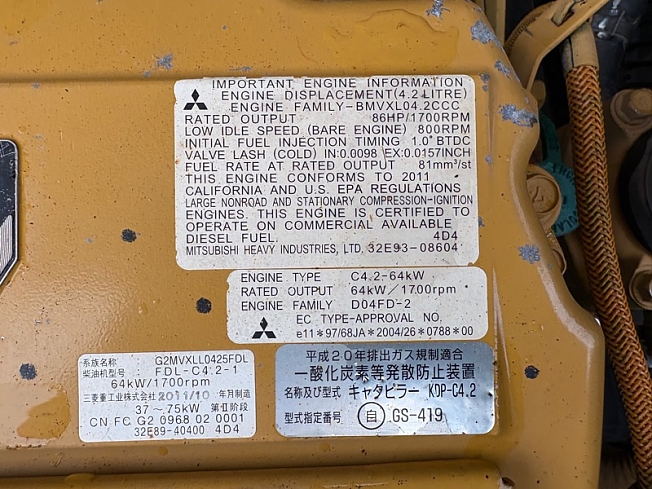 IMPORTANT ENGINE INFORMATION
ENGINE DISPLACEMENT(4.2 LITRE)
ENGINE FAMILY-BMVXL04.2CCC
RATED OUTPUT 86HP/1700RPM
LOW IDLE SPEED (BARE ENGINE) 800RPM
INITIAL FUEL INJECTION TIMING 1.0°BTDC
VALVE LASH (COLD) IN:0.0098 EX:0.0157INCH
FUEL RATE AT RATED OUTPUT 81mm³/st
THIS ENGINE CONFORMS TO 2011
CALIFORNIA AND U.S. EPA REGULATIONS
LARGE NONROAD AND STATIONARY COMPRESSION-IGNITION
ENGINES. THIS ENGINE IS CERTIFIED TO
OPERATE ON COMMERCIAL AVAILABLE
DIESEL FUEL. 4D4
MITSUBISHI HEAVY INDUSTRIES, LTD. 32E93-08604
ENGINE TYPE C4.2-64kW
RATED OUTPUT 64kW/1700rpm
ENGINE FAMILY D04FD-2
EC TYPE-APPROVAL NO.
e11*97/68JA*2004/26*0788*00
系族名称 G2MVXLL0425FDL
柴油机型号 FDL-C4.2-1
64kW/1700rpm
三菱重工业株式会社 2011/10 年月制造
37~75kW 第Ⅱ阶段
CN FC G2 0968 02 0001
32E89-40400 4D4
平成20年排出ガス規制適合
一酸化炭素等発散防止装置
名称及び型式 キャタピラー KDP-C4.2
型式指定番号 自 GS-419